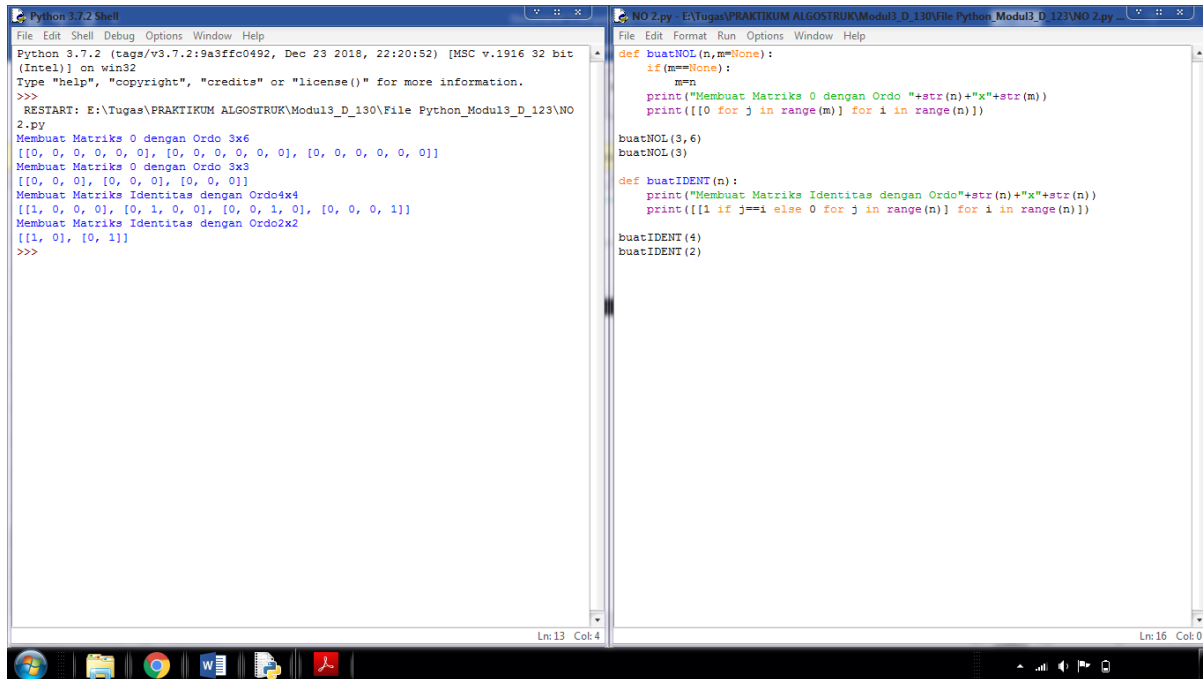 Python 3.7.2 Shell
File Edit Shell Debug Options Window Help
Python 3.7.2 (tags/v3.7.2:9a3ffc0492, Dec 23 2018, 22:20:52) [MSC v.1916 32 bit
(Intel)] on win32
Type "help", "copyright", "credits" or "license()" for more information.
>>>
 RESTART: E:\Tugas\PRAKTIKUM ALGOSTRUK\Modul3_D_130\File Python_Modul3_D_123\NO
2.py
Membuat Matriks 0 dengan Ordo 3x6
[[0, 0, 0, 0, 0, 0], [0, 0, 0, 0, 0, 0], [0, 0, 0, 0, 0, 0]]
Membuat Matriks 0 dengan Ordo 3x3
[[0, 0, 0], [0, 0, 0], [0, 0, 0]]
Membuat Matriks Identitas dengan Ordo4x4
[[1, 0, 0, 0], [0, 1, 0, 0], [0, 0, 1, 0], [0, 0, 0, 1]]
Membuat Matriks Identitas dengan Ordo2x2
[[1, 0], [0, 1]]
>>>
Ln: 13 Col: 4
NO 2.py - E:\Tugas\PRAKTIKUM ALGOSTRUK\Modul3_D_130\File Python_Modul3_D_123\NO 2.py ...
File Edit Format Run Options Window Help
def buatNOL(n,m=None):
    if(m==None):
        m=n
    print("Membuat Matriks 0 dengan Ordo "+str(n)+"x"+str(m))
    print([[0 for j in range(m)] for i in range(n)])
buatNOL(3,6)
buatNOL(3)
def buatIDENT(n):
    print("Membuat Matriks Identitas dengan Ordo"+str(n)+"x"+str(n))
    print([[1 if j==i else 0 for j in range(n)] for i in range(n)])
buatIDENT(4)
buatIDENT(2)
Ln: 16 Col: 0